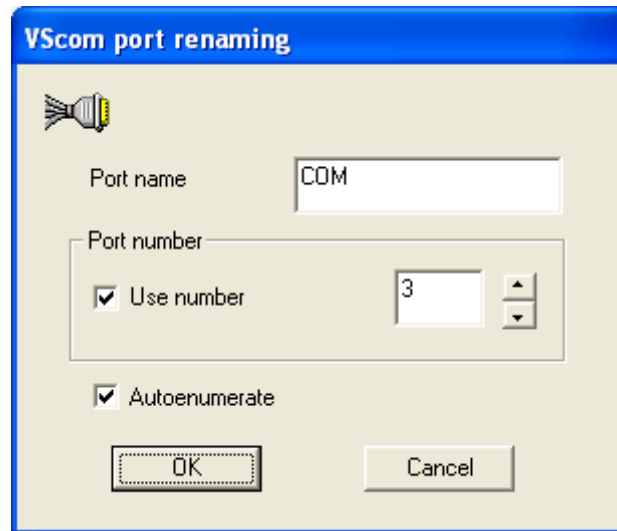 VScom port renaming
Port name
COM
Port number
Use number
3
Autoenumerate
OK
Cancel